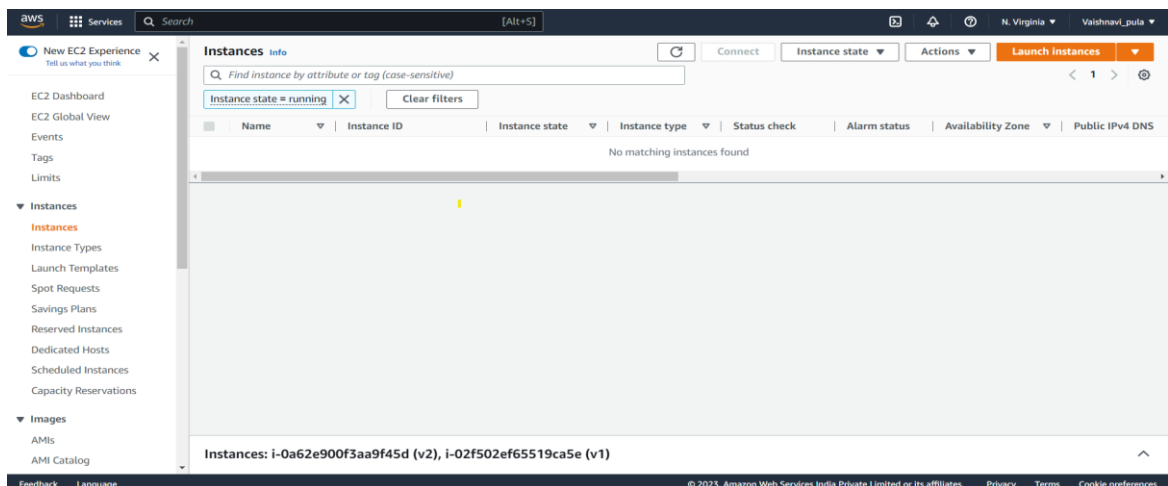 aws Services Search [Alt+S] N. Virginia Vaishnavi_pula
New EC2 Experience
Tell us what you think
EC2 Dashboard
EC2 Global View
Events
Tags
Limits
Instances
Instances
Instance Types
Launch Templates
Spot Requests
Savings Plans
Reserved Instances
Dedicated Hosts
Scheduled Instances
Capacity Reservations
Images
AMIs
AMI Catalog
Instances Info Connect Instance state Actions Launch instances
Find instance by attribute or tag (case-sensitive) 1
Instance state = running Clear filters
Name Instance ID Instance state Instance type Status check Alarm status Availability Zone Public IPv4 DNS
No matching instances found
Instances: i-0a62e900f3aa9f45d (v2), i-02f502ef65519ca5e (v1)
Feedback Language © 2023, Amazon Web Services India Private Limited or its affiliates. Privacy Terms Cookie preferences